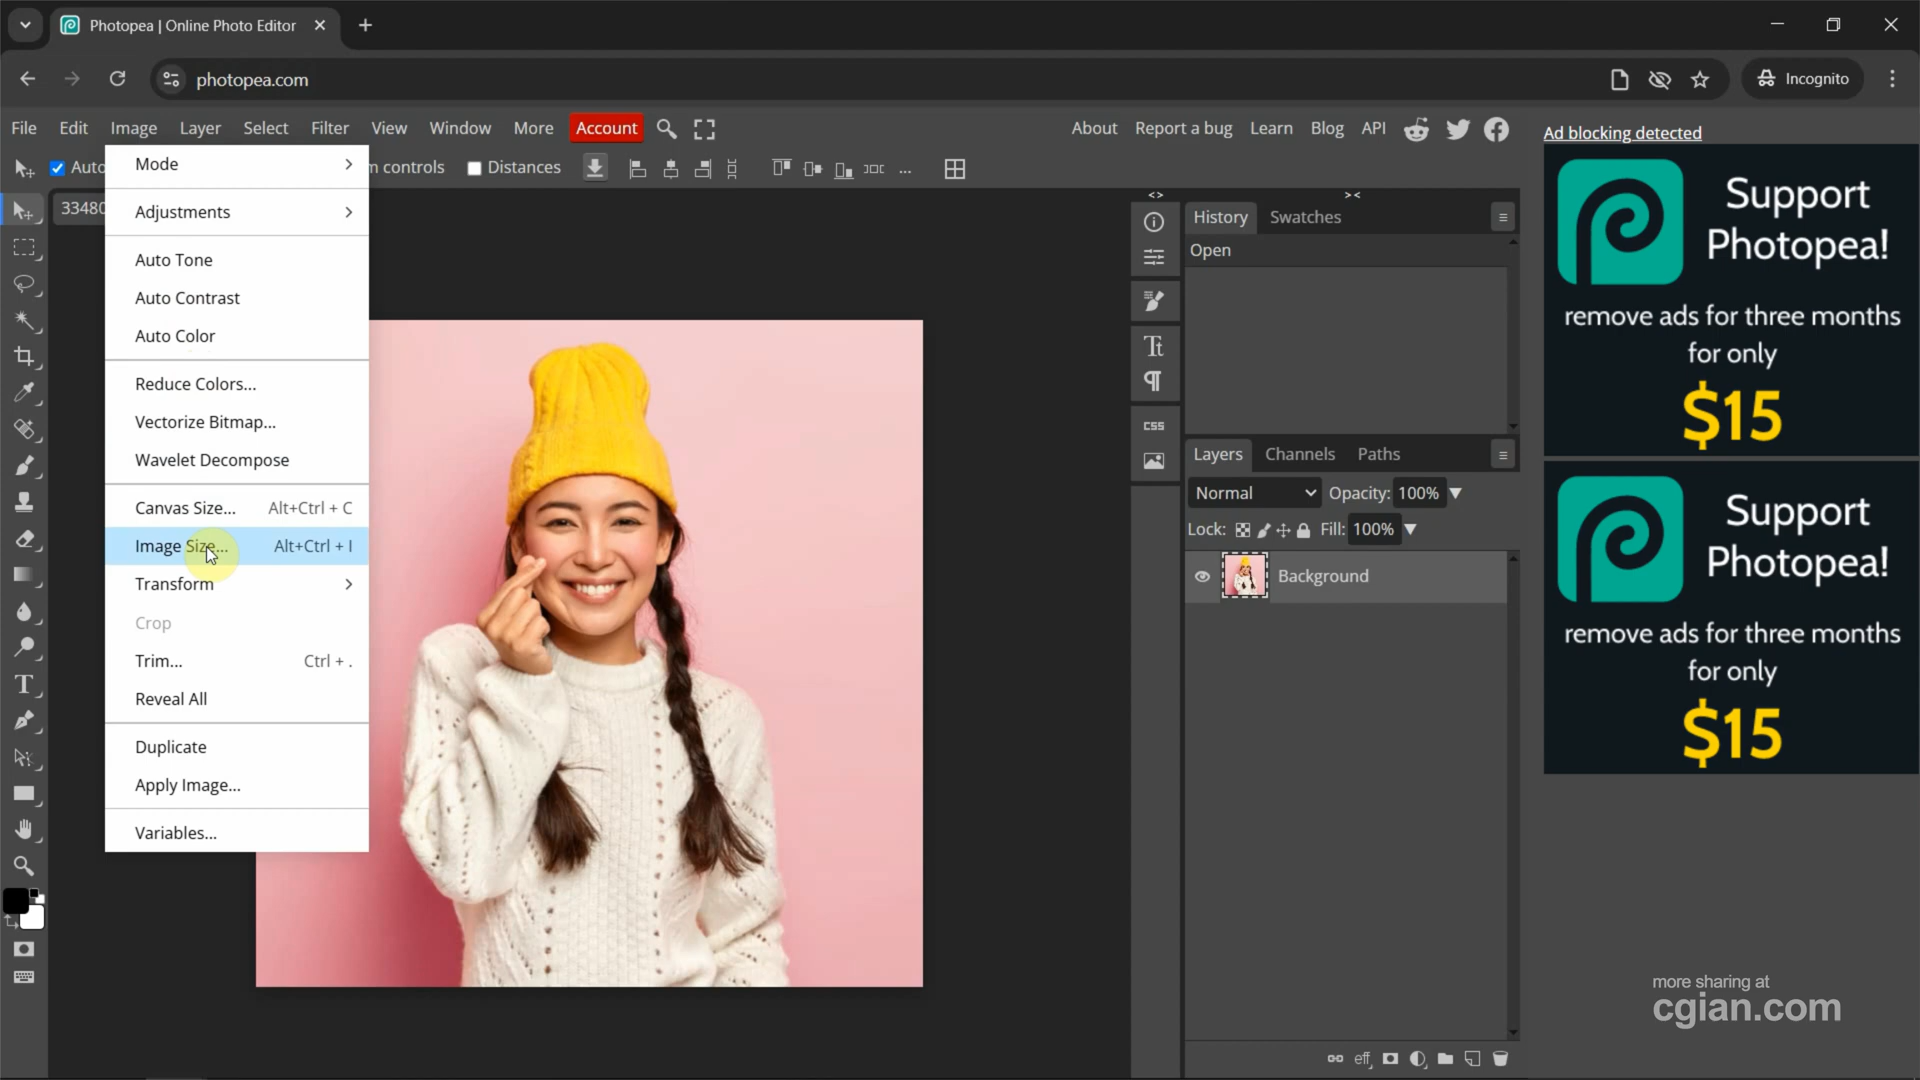 Photopea | Online Photo Editor
photopea.com
Incognito
File Edit Image Layer Select Filter View Window More Account
About Report a bug Learn Blog API
Auto
m controls Distances
33480
Mode
Adjustments
Auto Tone
Auto Contrast
Auto Color
Reduce Colors...
Vectorize Bitmap...
Wavelet Decompose
Canvas Size... Alt+Ctrl + C
Image Size... Alt+Ctrl + I
Transform
Crop
Trim... Ctrl + .
Reveal All
Duplicate
Apply Image...
Variables...
CSS
History Swatches
Open
Layers Channels Paths
Normal Opacity: 100%
Lock: Fill: 100%
Background
eff
Ad blocking detected
Support
Photopea!
remove ads for three months
for only
$15
Support
Photopea!
remove ads for three months
for only
$15
more sharing at
cgian.com